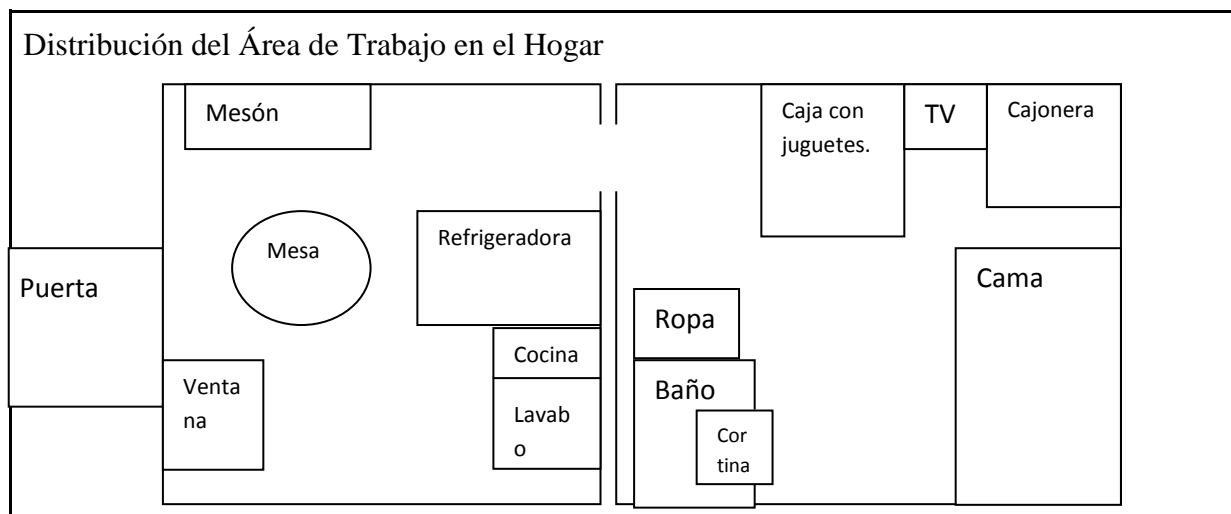 Distribución del Área de Trabajo en el Hogar
Mesón
Caja con
juguetes.
TV
Cajonera
Mesa
Refrigeradora
Puerta
Cama
Ropa
Cocina
Venta
na
Baño
Lavab
o
Cor
tina